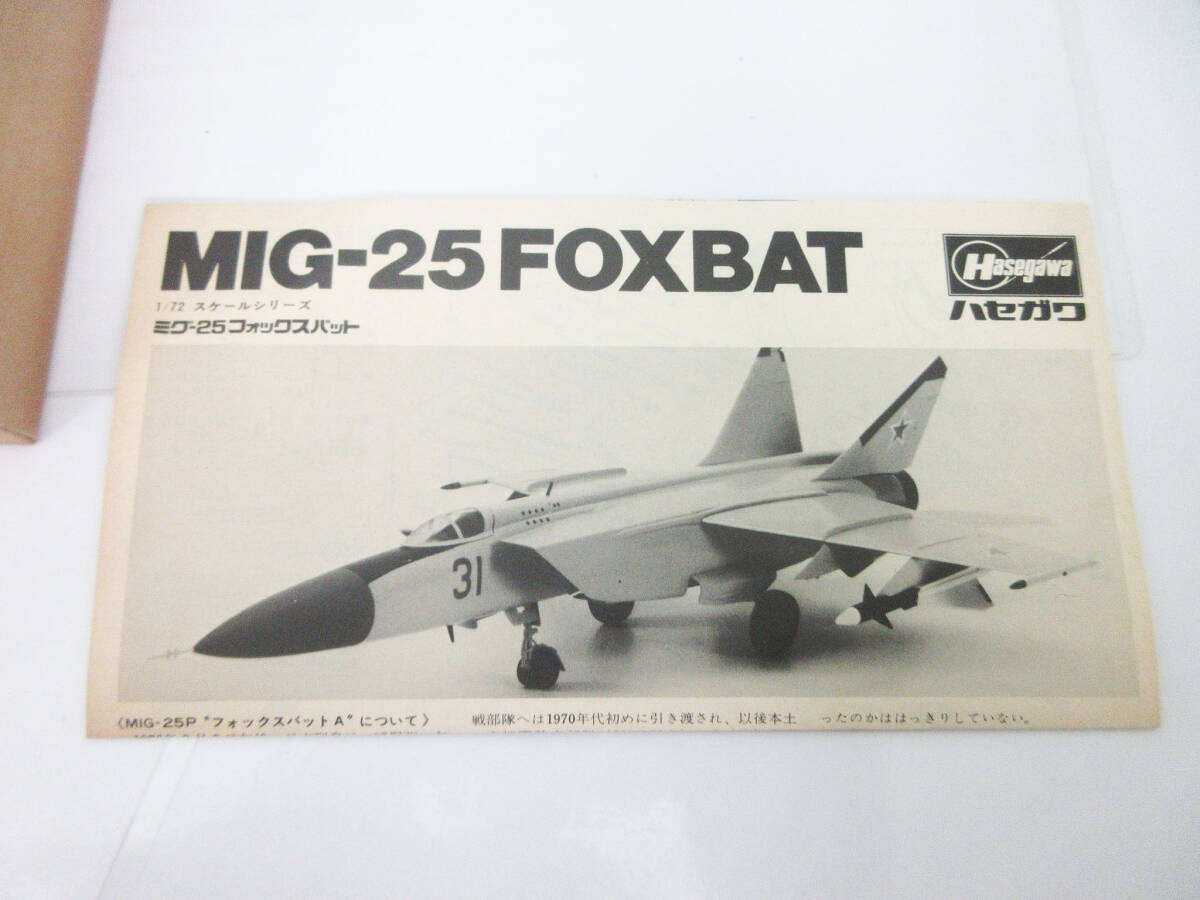 MIG-25 FOXBAT
1/72 スケールシリーズ
ミグ-25フォックスバット
Hasegawa
ハセガワ
31
〈MIG-25P “フォックスバットA” について〉
戦部隊へは1970年代初めに引き渡され、以後本土
ったのかははっきりしていない。